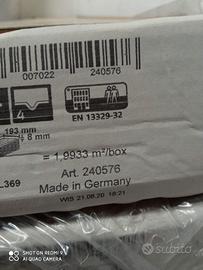 007022 240576
4
EN 13329-32
193 mm
8 mm
= 1,9933 m²/box
.369
Art. 240576
Made in Germany
WIS 21.08.20 18:21
SHOT ON REDMI 9
AI QUAD CAMERA
subito